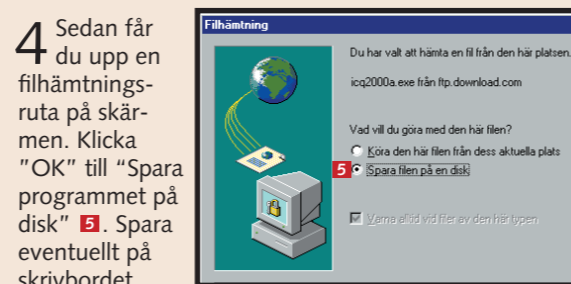 4 Sedan får
du upp en
filhämtnings-
ruta på skär-
men. Klicka
"OK" till "Spara
programmet på
disk" 5. Spara
eventuellt på
skrivbordet
Filhämtning
Du har valt att hämta en fil från den här platsen.
icq2000a.exe från ftp.download.com
Vad vill du göra med den här filen?
Köra den här filen från dess aktuella plats
5 Spara filen på en disk
Varna alltid vid filer av den här typen